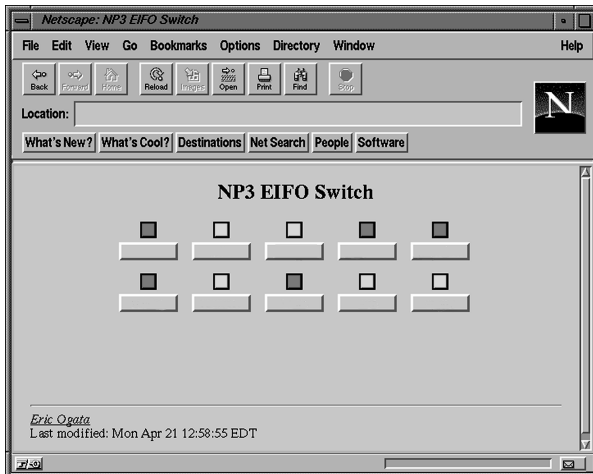 Netscape: NP3 EIFO Switch
File Edit View Go Bookmarks Options Directory Window Help
Back Forward Home Reload Images Open Print Find Stop
N
Location:
What's New? What's Cool? Destinations Net Search People Software
NP3 EIFO Switch
Eric Ogata
Last modified: Mon Apr 21 12:58:55 EDT